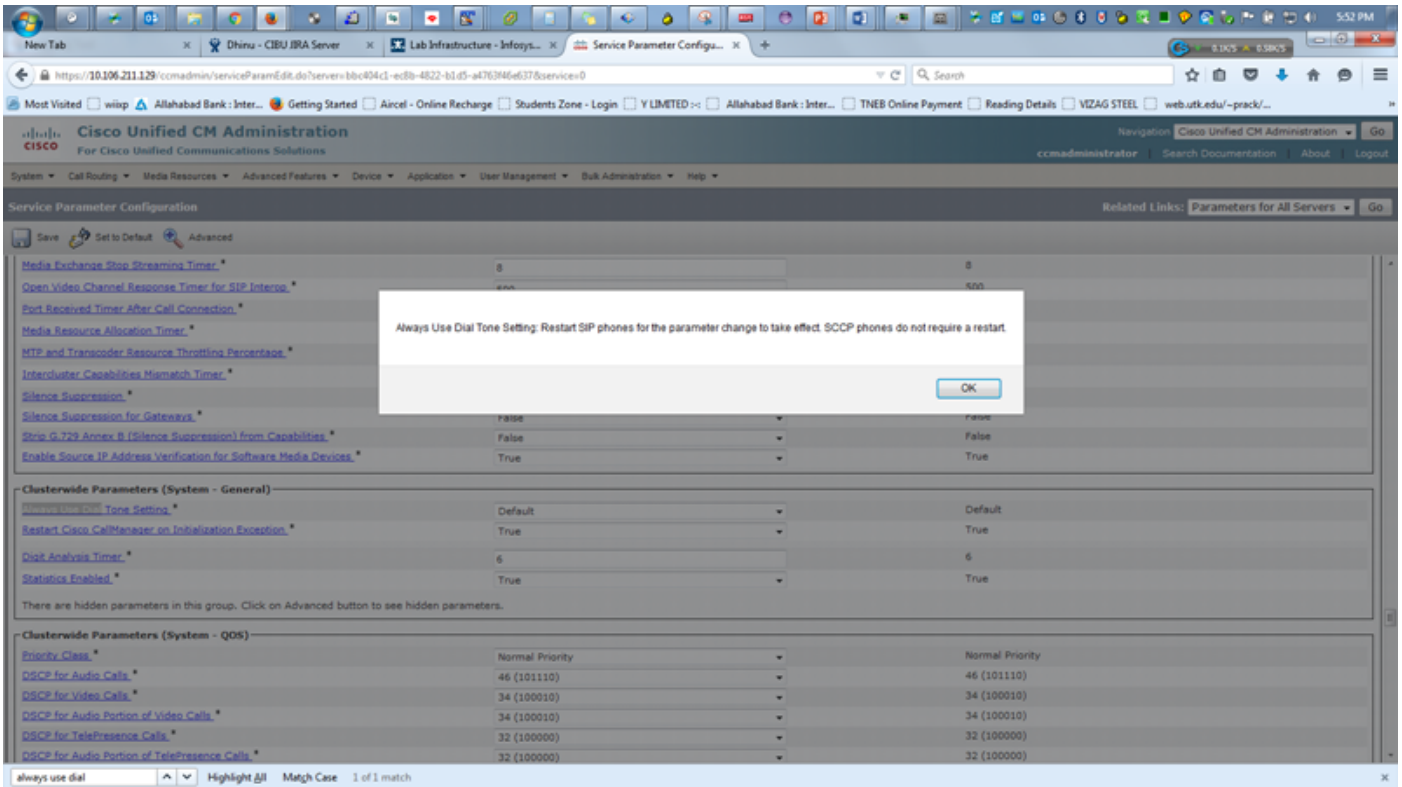 5:52 PM
New Tab
Dhinu - CIBU JIRA Server
Lab Infrastructure - Infosys...
Service Parameter Configu...
0.1K/S 0.58K/S
https://10.106.211.129/ccmadmin/serviceParamEdit.do?server=bbc404c1-ec8b-4822-b1d5-a4763f46e637&service=0
Search
Most Visited wiixp Allahabad Bank : Inter... Getting Started Aircel - Online Recharge Students Zone - Login Y LIMITED :-: Allahabad Bank : Inter... TNEB Online Payment Reading Details VIZAG STEEL web.utk.edu/~prack/...
CISCO
Cisco Unified CM Administration
For Cisco Unified Communications Solutions
Navigation Cisco Unified CM Administration Go
ccmadministrator Search Documentation About Logout
System Call Routing Media Resources Advanced Features Device Application User Management Bulk Administration Help
Service Parameter Configuration
Related Links: Parameters for All Servers Go
Save Set to Default Advanced
Media Exchange Stop Streaming Timer * 8 8
Open Video Channel Response Timer for SIP Interop * 500 500
Port Received Timer After Call Connection *
Media Resource Allocation Timer *
MTP and Transcoder Resource Throttling Percentage *
Intercluster Capabilities Mismatch Timer *
Silence Suppression *
Always Use Dial Tone Setting: Restart SIP phones for the parameter change to take effect. SCCP phones do not require a restart.
OK
Silence Suppression for Gateways * False False
Strip G.729 Annex B (Silence Suppression) from Capabilities * False False
Enable Source IP Address Verification for Software Media Devices * True True
Clusterwide Parameters (System - General)
Always Use Dial Tone Setting * Default Default
Restart Cisco CallManager on Initialization Exception * True True
Digit Analysis Timer * 6 6
Statistics Enabled * True True
There are hidden parameters in this group. Click on Advanced button to see hidden parameters.
Clusterwide Parameters (System - QOS)
Priority Class * Normal Priority Normal Priority
DSCP for Audio Calls * 46 (101110) 46 (101110)
DSCP for Video Calls * 34 (100010) 34 (100010)
DSCP for Audio Portion of Video Calls * 34 (100010) 34 (100010)
DSCP for TelePresence Calls * 32 (100000) 32 (100000)
DSCP for Audio Portion of TelePresence Calls * 32 (100000) 32 (100000)
always use dial Highlight All Match Case 1 of 1 match